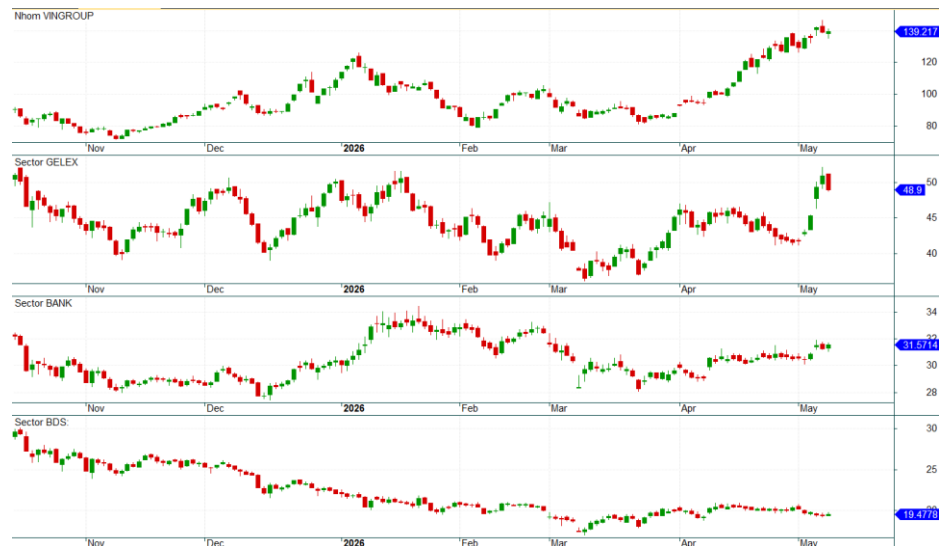 Nhom VINGROUP
139.217
120
100
80
Nov Dec 2026 Feb Mar Apr May
Sector GELEX
50
48.9
45
40
Nov Dec 2026 Feb Mar Apr May
Sector BANK
34
32
31.5714
30
28
Nov Dec 2026 Feb Mar Apr May
Sector BDS:
30
25
19.4778
Nov Dec 2026 Feb Mar Apr May